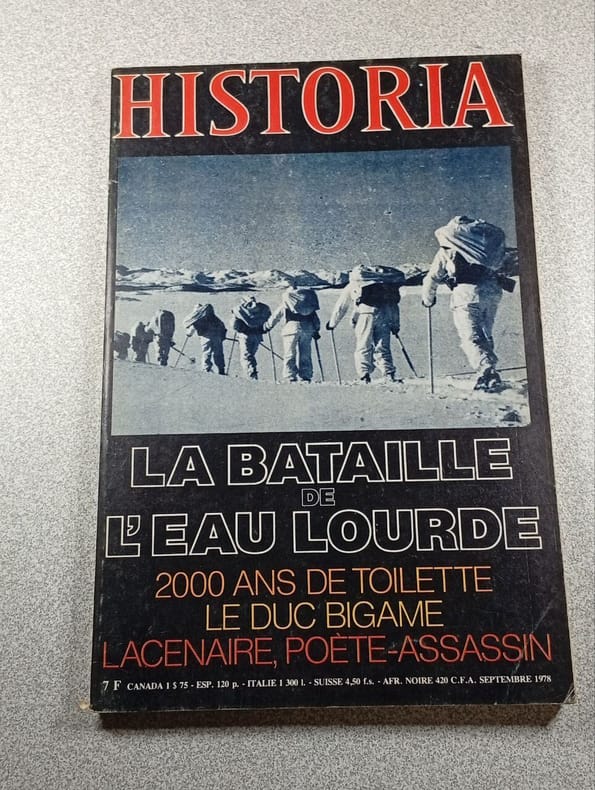 HISTORIA
LA BATAILLE
DE
L'EAU LOURDE
2000 ANS DE TOILETTE
LE DUC BIGAME
LACENAIRE, POÈTE-ASSASSIN
7 F CANADA 1 $ 75 - ESP. 120 p. - ITALIE 1 300 l. - SUISSE 4,50 f.s. - AFR. NOIRE 420 C.F.A. SEPTEMBRE 1978